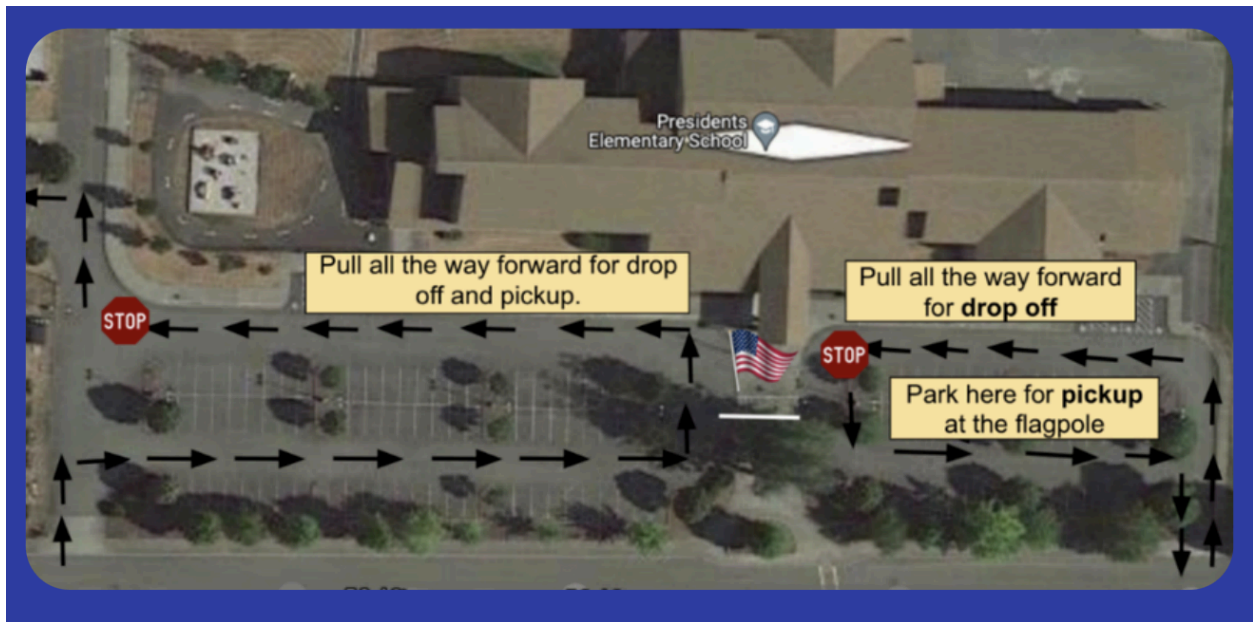 Presidents
Elementary School
Pull all the way forward for drop
off and pickup.
Pull all the way forward
for drop off
STOP
STOP
Park here for pickup
at the flagpole